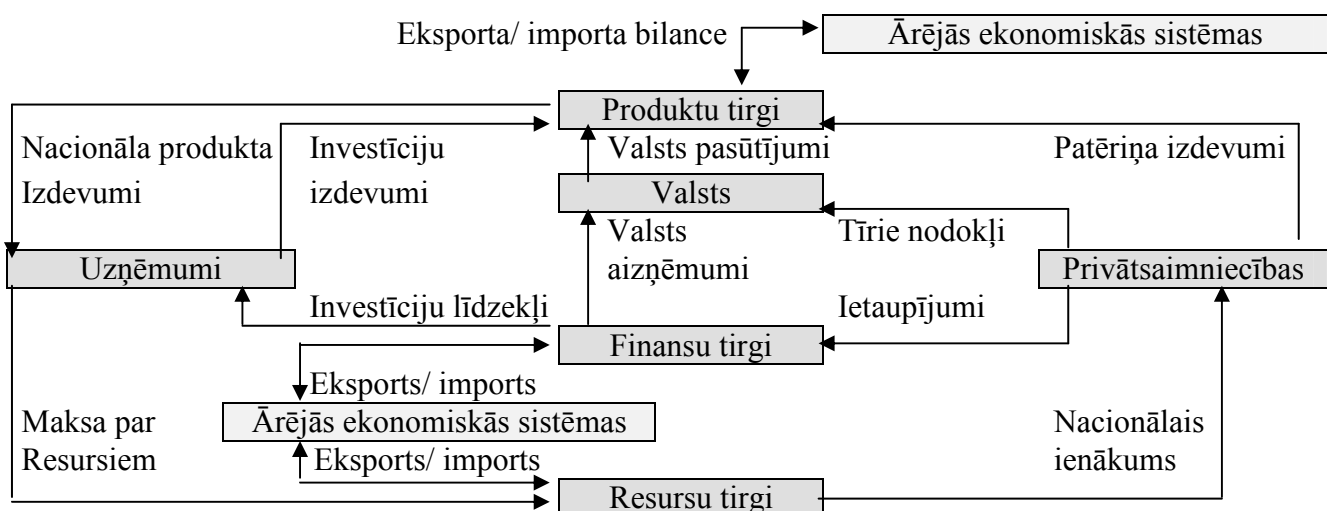 Eksporta/ importa bilance
Ārējās ekonomiskās sistēmas
Produktu tirgi
Nacionāla produkta
Izdevumi
Investīciju
izdevumi
Valsts pasūtījumi
Patēriņa izdevumi
Valsts
Valsts
aizņēmumi
Tīrie nodokļi
Uzņēmumi
Privātsaimniecības
Investīciju līdzekļi
Ietaupījumi
Finansu tirgi
Eksports/ imports
Ārējās ekonomiskās sistēmas
Maksa par
Resursiem
Eksports/ imports
Nacionālais
ienākums
Resursu tirgi